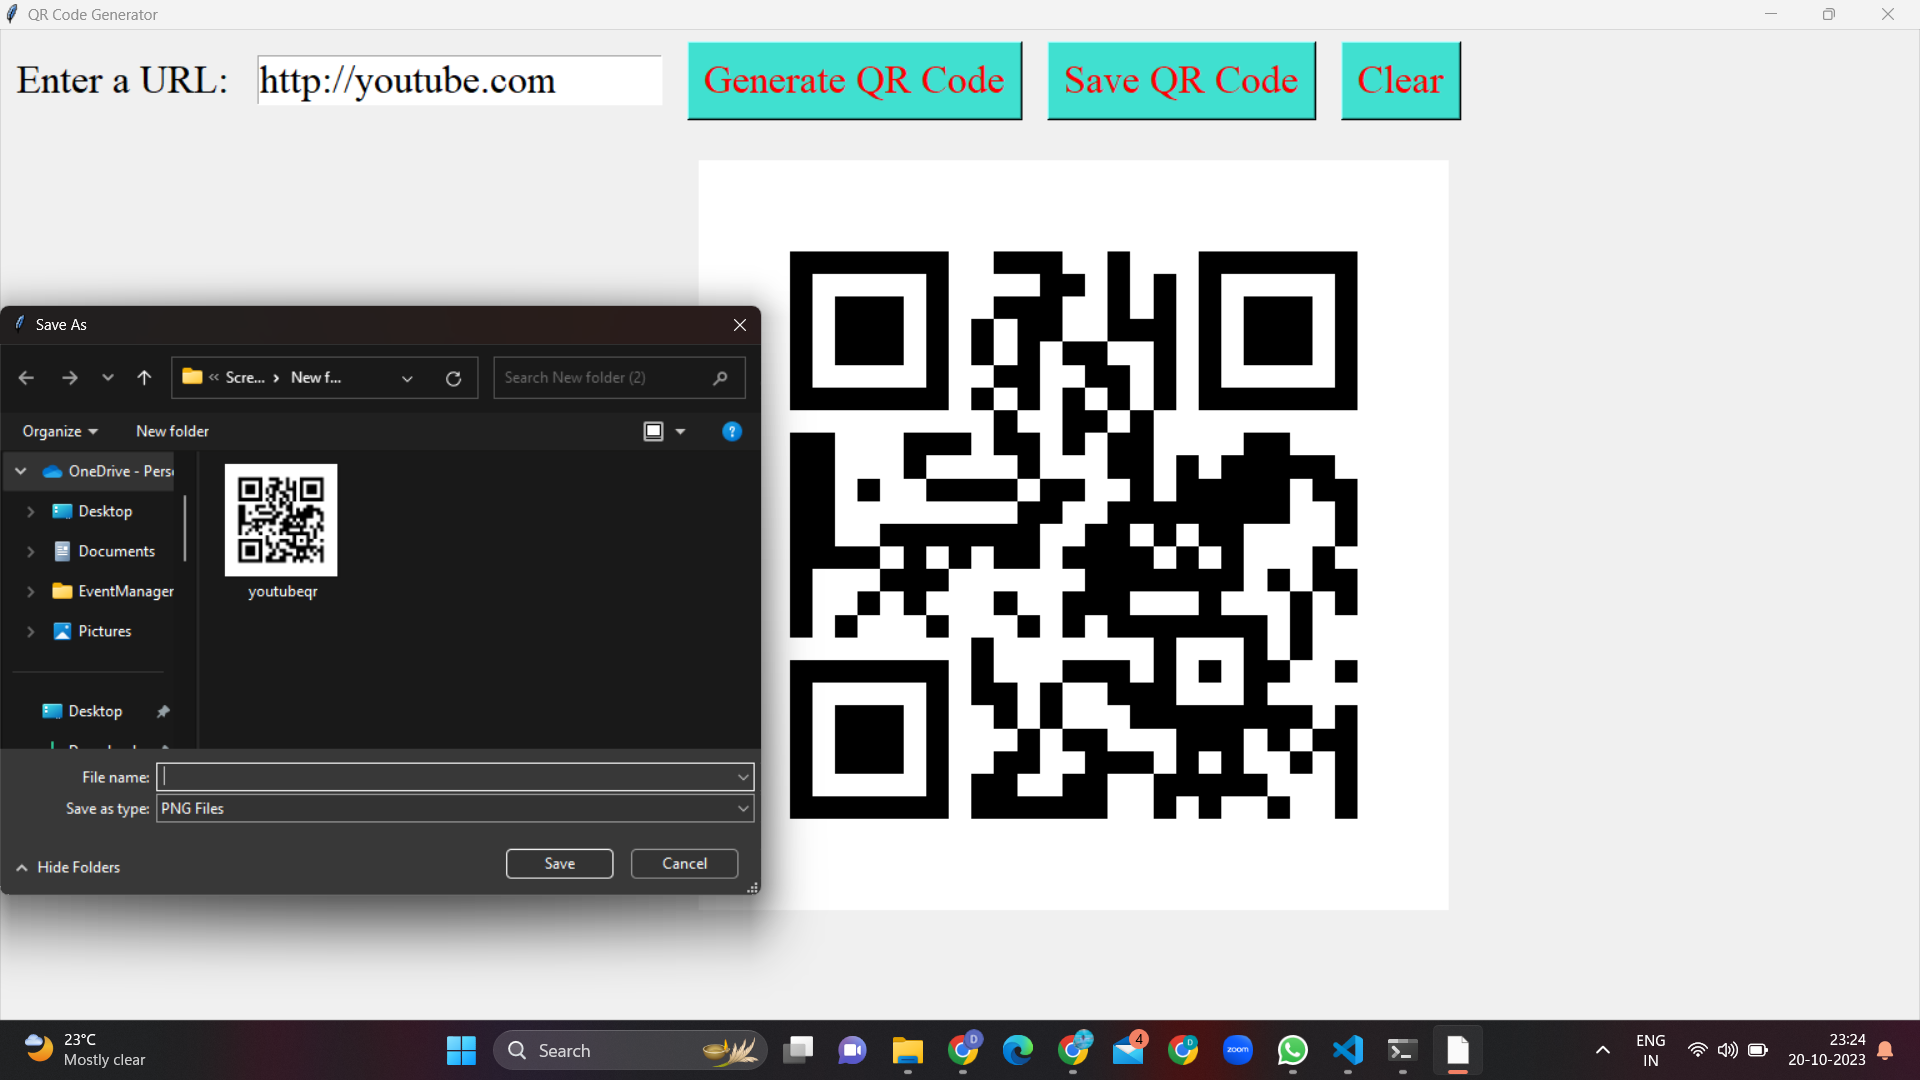 QR Code Generator
Enter a URL: http://youtube.com Generate QR Code Save QR Code Clear
Save As
« Scre... › New f... Search New folder (2)
Organize New folder ?
OneDrive - Pers
Desktop
Documents
EventManager
Pictures
Desktop
youtubeqr
File name:
Save as type: PNG Files
Hide Folders Save Cancel
23°C
Mostly clear
Search
D
4
D
zoom
ENG
IN
23:24
20-10-2023